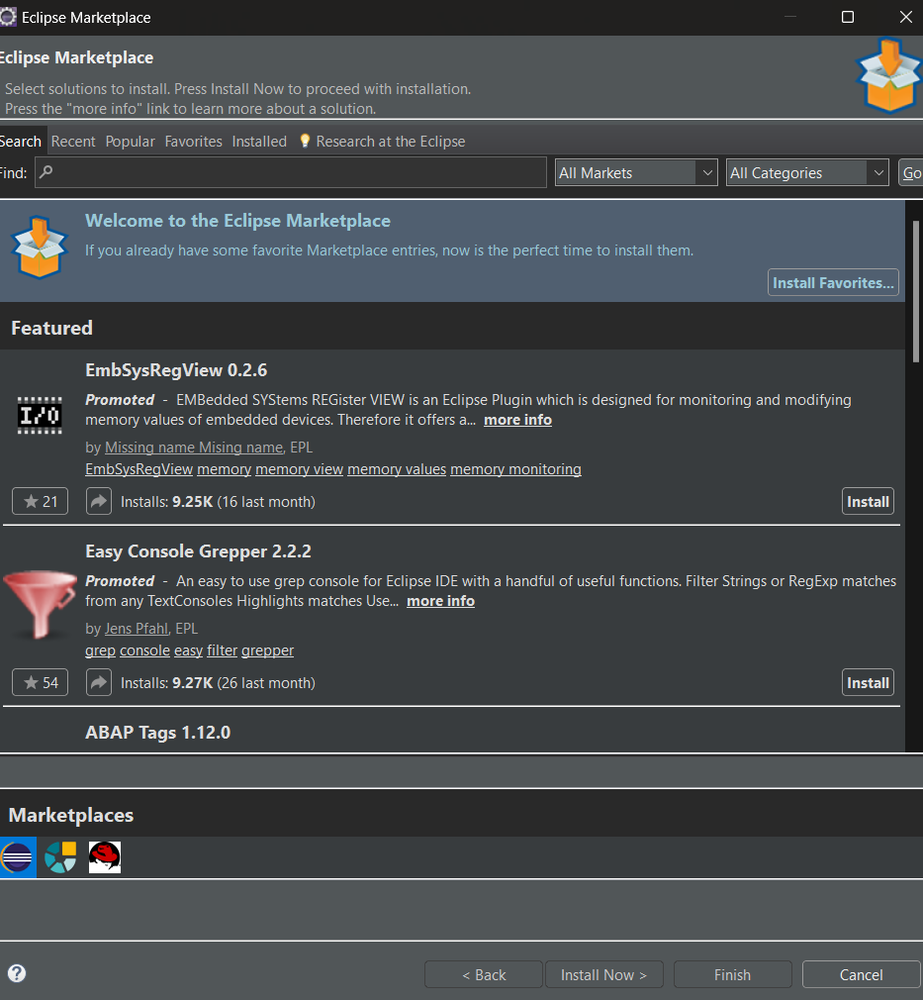 Eclipse Marketplace
Eclipse Marketplace
Select solutions to install. Press Install Now to proceed with installation.
Press the "more info" link to learn more about a solution.
Search Recent Popular Favorites Installed Research at the Eclipse
Find: All Markets All Categories Go
Welcome to the Eclipse Marketplace
If you already have some favorite Marketplace entries, now is the perfect time to install them.
Install Favorites...
Featured
EmbSysRegView 0.2.6
I/O
Promoted - EMBedded SYStems REGister VIEW is an Eclipse Plugin which is designed for monitoring and modifying
memory values of embedded devices. Therefore it offers a... more info
by Missing name Mising name, EPL
EmbSysRegView memory memory view memory values memory monitoring
21 Installs: 9.25K (16 last month) Install
Easy Console Grepper 2.2.2
Promoted - An easy to use grep console for Eclipse IDE with a handful of useful functions. Filter Strings or RegExp matches
from any TextConsoles Highlights matches Use... more info
by Jens Pfahl, EPL
grep console easy filter grepper
54 Installs: 9.27K (26 last month) Install
ABAP Tags 1.12.0
Marketplaces
? < Back Install Now > Finish Cancel